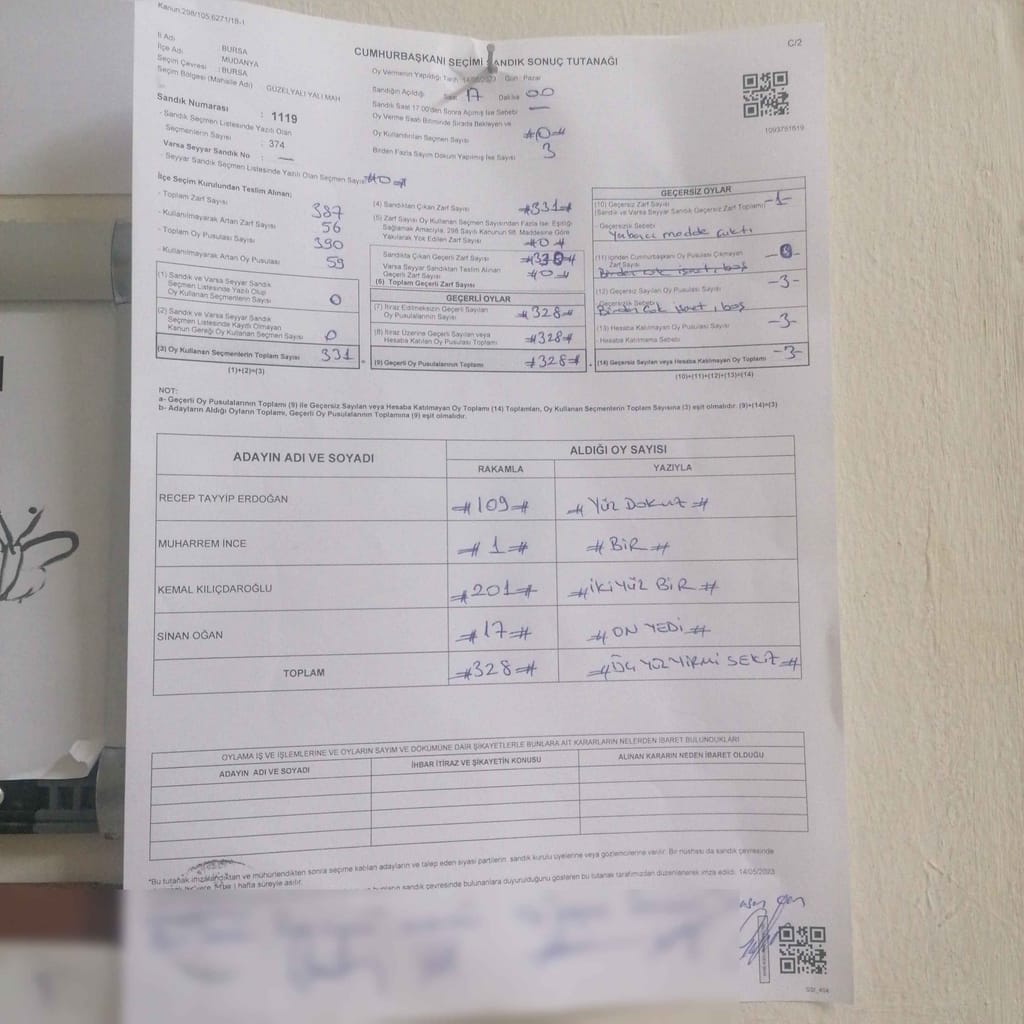 Kanun:298/105,6271/18-1
C/2
İl Adı : BURSA
İlçe Adı : MUDANYA
Seçim Çevresi : BURSA
Seçim Bölgesi (Mahalle Adı) GÜZELYALI YALI MAH
CUMHURBAŞKANI SEÇİMİ SANDIK SONUÇ TUTANAĞI
Oy Vermenin Yapıldığı Tarih 14/05/2023 Gün : Pazar
Sandığın Açıldığı Saat 17 Dakika 00
Sandık Saat 17.00'den Sonra Açılmış İse Sebebi —
Oy Verme Saati Bitiminde Sırada Bekleyen ve
Oy Kullandırılan Seçmen Sayısı #0#
Birden Fazla Sayım Döküm Yapılmış İse Sayısı 3
1093751619
Sandık Numarası : 1119
- Sandık Seçmen Listesinde Yazılı Olan
Seçmenlerin Sayısı : 374
Varsa Seyyar Sandık No : —
- Seyyar Sandık Seçmen Listesinde Yazılı Olan Seçmen Sayısı #0#
İlçe Seçim Kurulundan Teslim Alınan:
- Toplam Zarf Sayısı 387
- Kullanılmayarak Artan Zarf Sayısı 56
- Toplam Oy Pusulası Sayısı 390
- Kullanılmayarak Artan Oy Pusulası 59
(1) Sandık ve Varsa Seyyar Sandık
Seçmen Listesinde Yazılı Olup
Oy Kullanan Seçmenlerin Sayısı 0
(2) Sandık ve Varsa Seyyar Sandık
Seçmen Listesinde Kayıtlı Olmayan
Kanun Gereği Oy Kullanan Seçmen Sayısı 0
(3) Oy Kullanan Seçmenlerin Toplam Sayısı 331
(1)+(2)=(3)
(4) Sandıktan Çıkan Zarf Sayısı #331#
(5) Zarf Sayısı Oy Kullanan Seçmen Sayısından Fazla İse; Eşitliği
Sağlamak Amacıyla, 298 Sayılı Kanunun 98. Maddesine Göre
Yakılarak Yok Edilen Zarf Sayısı #0#
Sandıkta Çıkan Geçerli Zarf Sayısı
Varsa Seyyar Sandıktan Teslim Alınan
Geçerli Zarf Sayısı #0#
(6) Toplam Geçerli Zarf Sayısı
GEÇERLİ OYLAR
(7) İtiraz Edilmeksizin Geçerli Sayılan
Oy Pusulalarının Sayısı #328#
(8) İtiraz Üzerine Geçerli Sayılan veya
Hesaba Katılan Oy Pusulası Toplamı #328#
(9) Geçerli Oy Pusulalarının Toplamı #328#
GEÇERSİZ OYLAR
(10) Geçersiz Zarf Sayısı
(Sandık ve Varsa Seyyar Sandık Geçersiz Zarf Toplamı) -1-
- Geçersizlik Sebebi
Yabancı madde çıktı
(11) İçinden Cumhurbaşkanı Oy Pusulası Çıkmayan
Zarf Sayısı
(12) Geçersiz Sayılan Oy Pusulası Sayısı -3-
- Geçersizlik Sebebi
Birden çok işaret, boş
(13) Hesaba Katılmayan Oy Pusulası Sayısı -3-
- Hesaba Katılmama Sebebi
(14) Geçersiz Sayılan veya Hesaba Katılmayan Oy Toplamı -3-
(10)+(11)+(12)+(13)=(14)
NOT:
a- Geçerli Oy Pusulalarının Toplamı (9) ile Geçersiz Sayılan veya Hesaba Katılmayan Oy Toplamı (14) Toplamları, Oy Kullanan Seçmenlerin Toplam Sayısına (3) eşit olmalıdır. (9)+(14)=(3)
b- Adayların Aldığı Oyların Toplamı, Geçerli Oy Pusulalarının Toplamına (9) eşit olmalıdır.
ADAYIN ADI VE SOYADI ALDIĞI OY SAYISI
RAKAMLA YAZIYLA
RECEP TAYYİP ERDOĞAN #109# #Yüz Dokuz#
MUHARREM İNCE #1# #BİR#
KEMAL KILIÇDAROĞLU #201# #İKİ YÜZ BİR#
SİNAN OĞAN #17# #ON YEDİ#
TOPLAM #328# #ÜÇ YÜZ YİRMİ SEKİZ#
OYLAMA İŞ VE İŞLEMLERİNE VE OYLARIN SAYIM VE DÖKÜMÜNE DAİR ŞİKAYETLERLE BUNLARA AİT KARARLARIN NELERDEN İBARET BULUNDUKLARI
ADAYIN ADI VE SOYADI İHBAR İTİRAZ VE ŞİKAYETİN KONUSU ALINAN KARARIN NEDEN İBARET OLDUĞU
*Bu tutanak imzalandıktan ve mühürlendikten sonra seçime katılan adayların ve talep eden siyasi partilerin sandık kurulu üyelerine veya gözlemcilerine verilir. Bir nüshası da sandık çevresinde
1 hafta süreyle asılır.
sandık çevresinde bulunanlara duyurulduğunu gösteren bu tutanak tarafımızdan düzenlenerek imza edildi. 14/05/2023